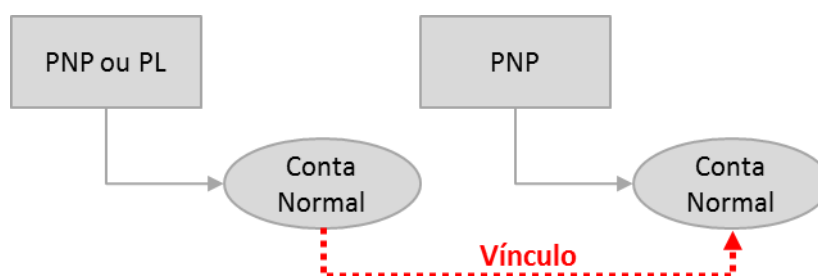 PNP ou PL
PNP
Conta
Normal
Conta
Normal
Vínculo